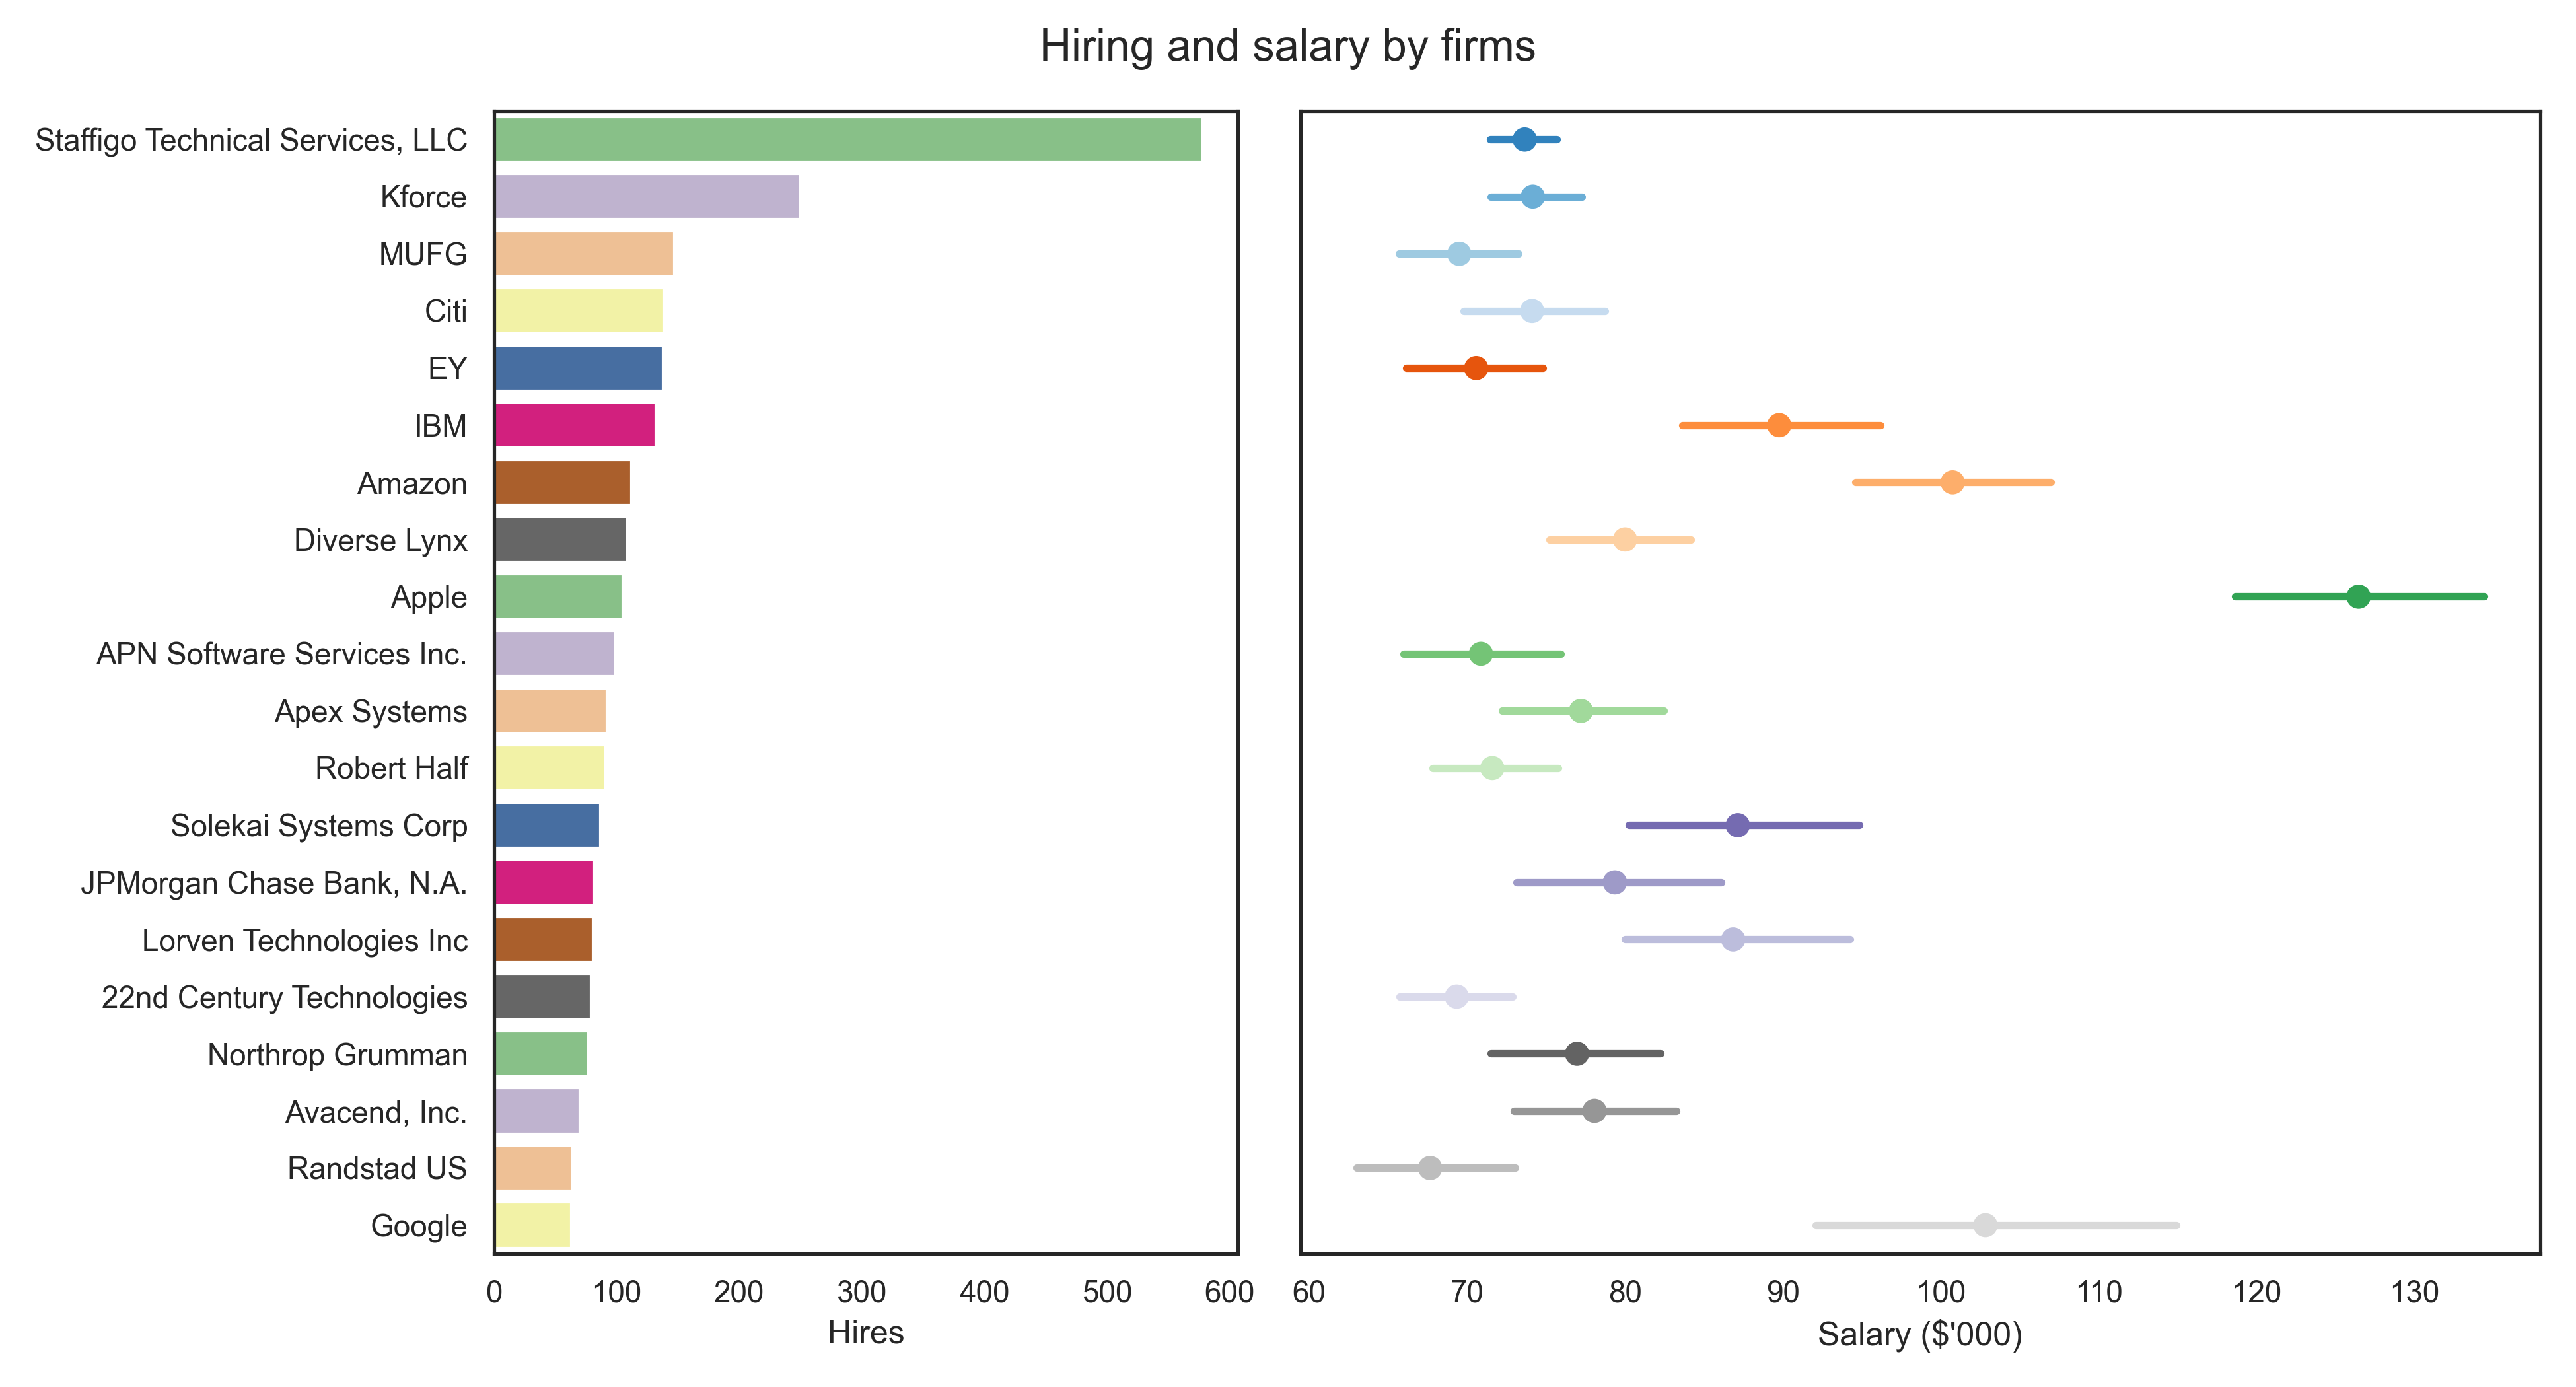 Hiring and salary by firms
Staffigo Technical Services, LLC
Kforce
MUFG
Citi
EY
IBM
Amazon
Diverse Lynx
Apple
APN Software Services Inc.
Apex Systems
Robert Half
Solekai Systems Corp
JPMorgan Chase Bank, N.A.
Lorven Technologies Inc
22nd Century Technologies
Northrop Grumman
Avacend, Inc.
Randstad US
Google
0 100 200 300 400 500 600
Hires
60 70 80 90 100 110 120 130
Salary ($'000)